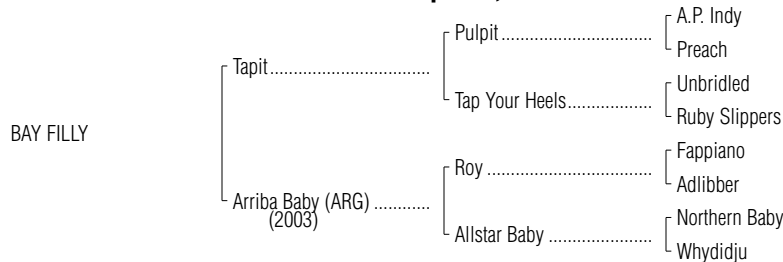 A.P. Indy
Pulpit
Preach
Tapit
Unbridled
Tap Your Heels
Ruby Slippers
BAY FILLY
Fappiano
Roy
Adlibber
Arriba Baby (ARG)
(2003)
Northern Baby
Allstar Baby
Whydidju